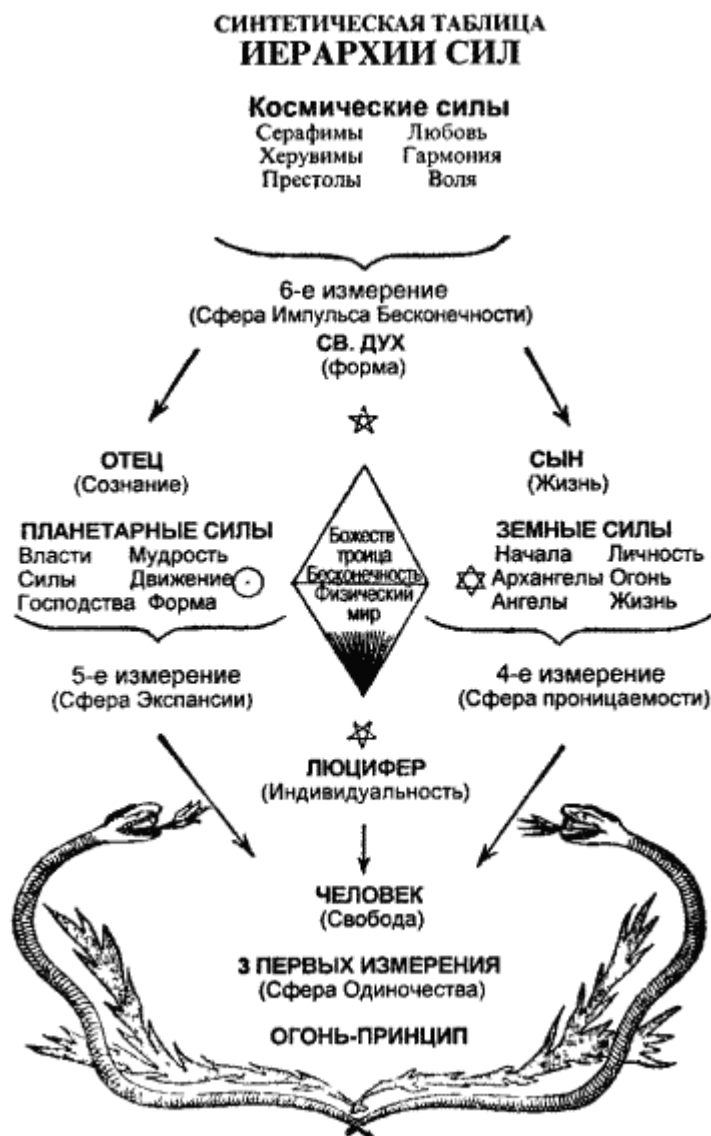 СИНТЕТИЧЕСКАЯ ТАБЛИЦА
ИЕРАРХИИ СИЛ
Космические силы
Серафимы Любовь
Херувимы Гармония
Престолы Воля
6-е измерение
(Сфера Импульса Бесконечности)
СВ. ДУХ
(форма)
ОТЕЦ
(Сознание)
ПЛАНЕТАРНЫЕ СИЛЫ
Власти Мудрость
Силы Движение
Господства Форма
5-е измерение
(Сфера Экспансии)
Божеств
троица
Бесконечность
Физический
мир
СЫН
(Жизнь)
ЗЕМНЫЕ СИЛЫ
Начала Личность
Архангелы Огонь
Ангелы Жизнь
4-е измерение
(Сфера проницаемости)
ЛЮЦИФЕР
(Индивидуальность)
ЧЕЛОВЕК
(Свобода)
3 ПЕРВЫХ ИЗМЕРЕНИЯ
(Сфера Одиночества)
ОГОНЬ-ПРИНЦИП